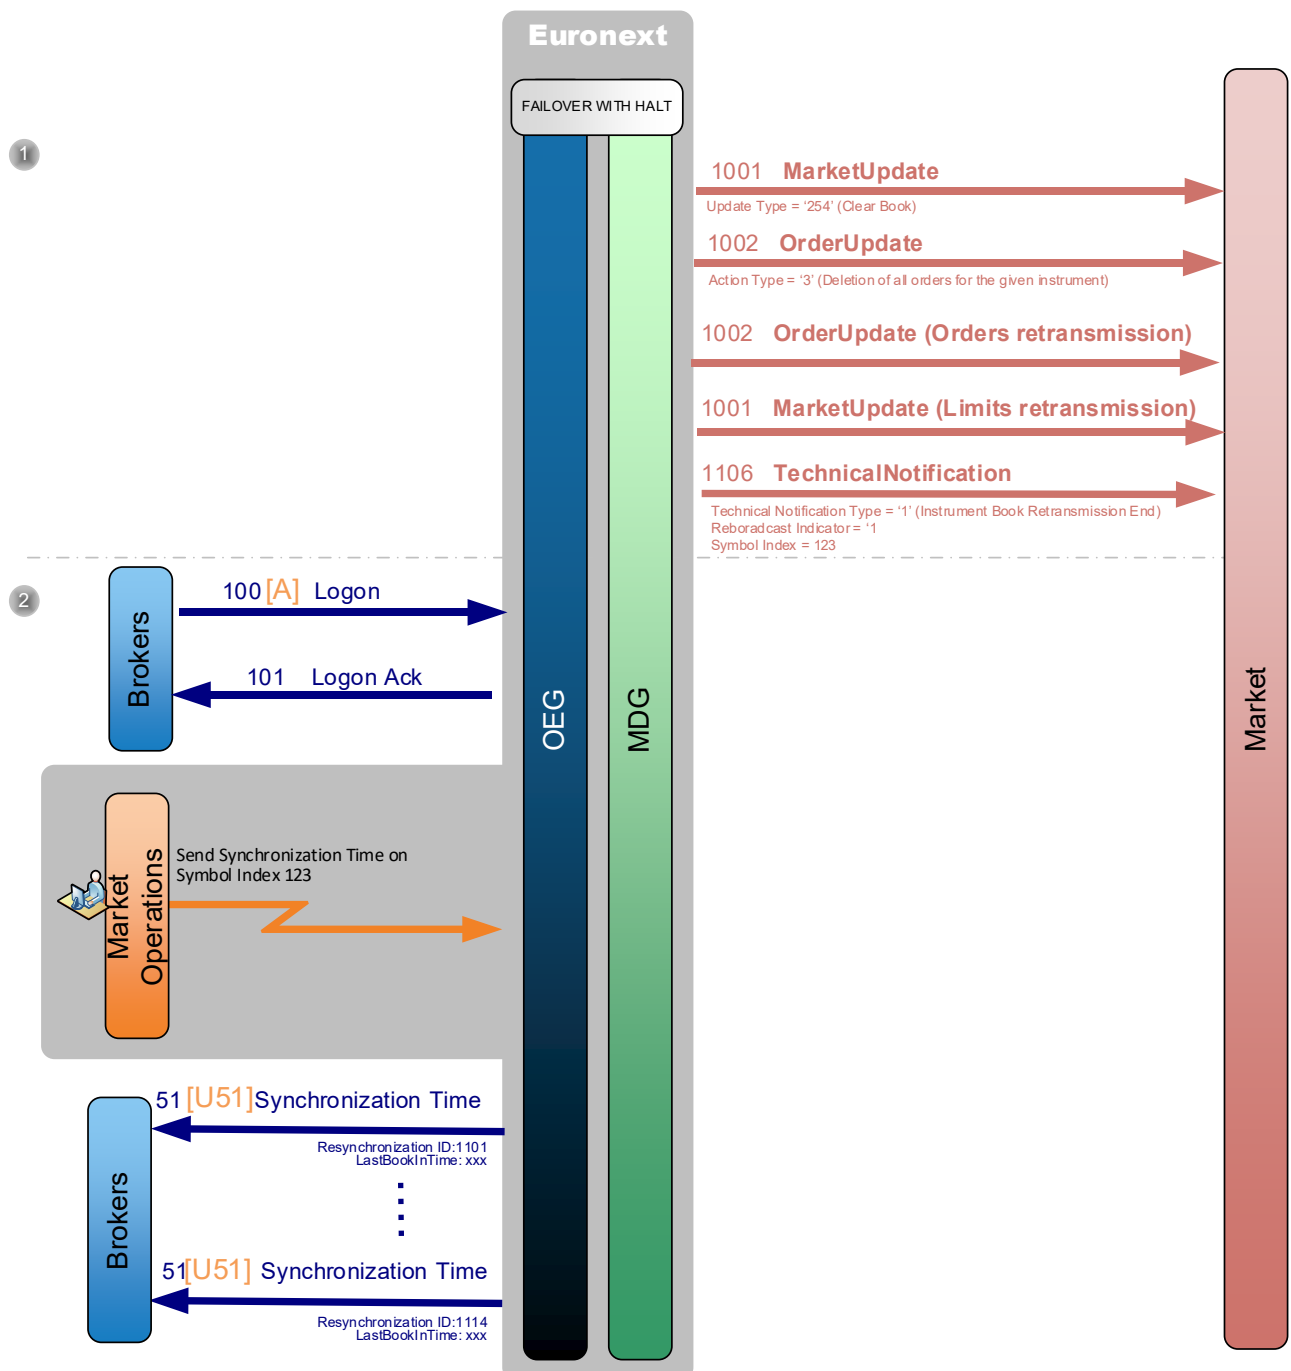 Euronext
FAILOVER WITH HALT
1
1001 MarketUpdate
Update Type = ‘254’ (Clear Book)
1002 OrderUpdate
Action Type = ‘3’ (Deletion of all orders for the given instrument)
1002 OrderUpdate (Orders retransmission)
1001 MarketUpdate (Limits retransmission)
1106 TechnicalNotification
Technical Notification Type = ‘1’ (Instrument Book Retransmission End)
Reboradcast Indicator = ‘1
Symbol Index = 123
2
Brokers
100 [A] Logon
101 Logon Ack
OEG
MDG
Market
Market
Operations
Send Synchronization Time on
Symbol Index 123
Brokers
51 [U51] Synchronization Time
Resynchronization ID:1101
LastBookInTime: xxx
51[U51] Synchronization Time
Resynchronization ID:1114
LastBookInTime: xxx